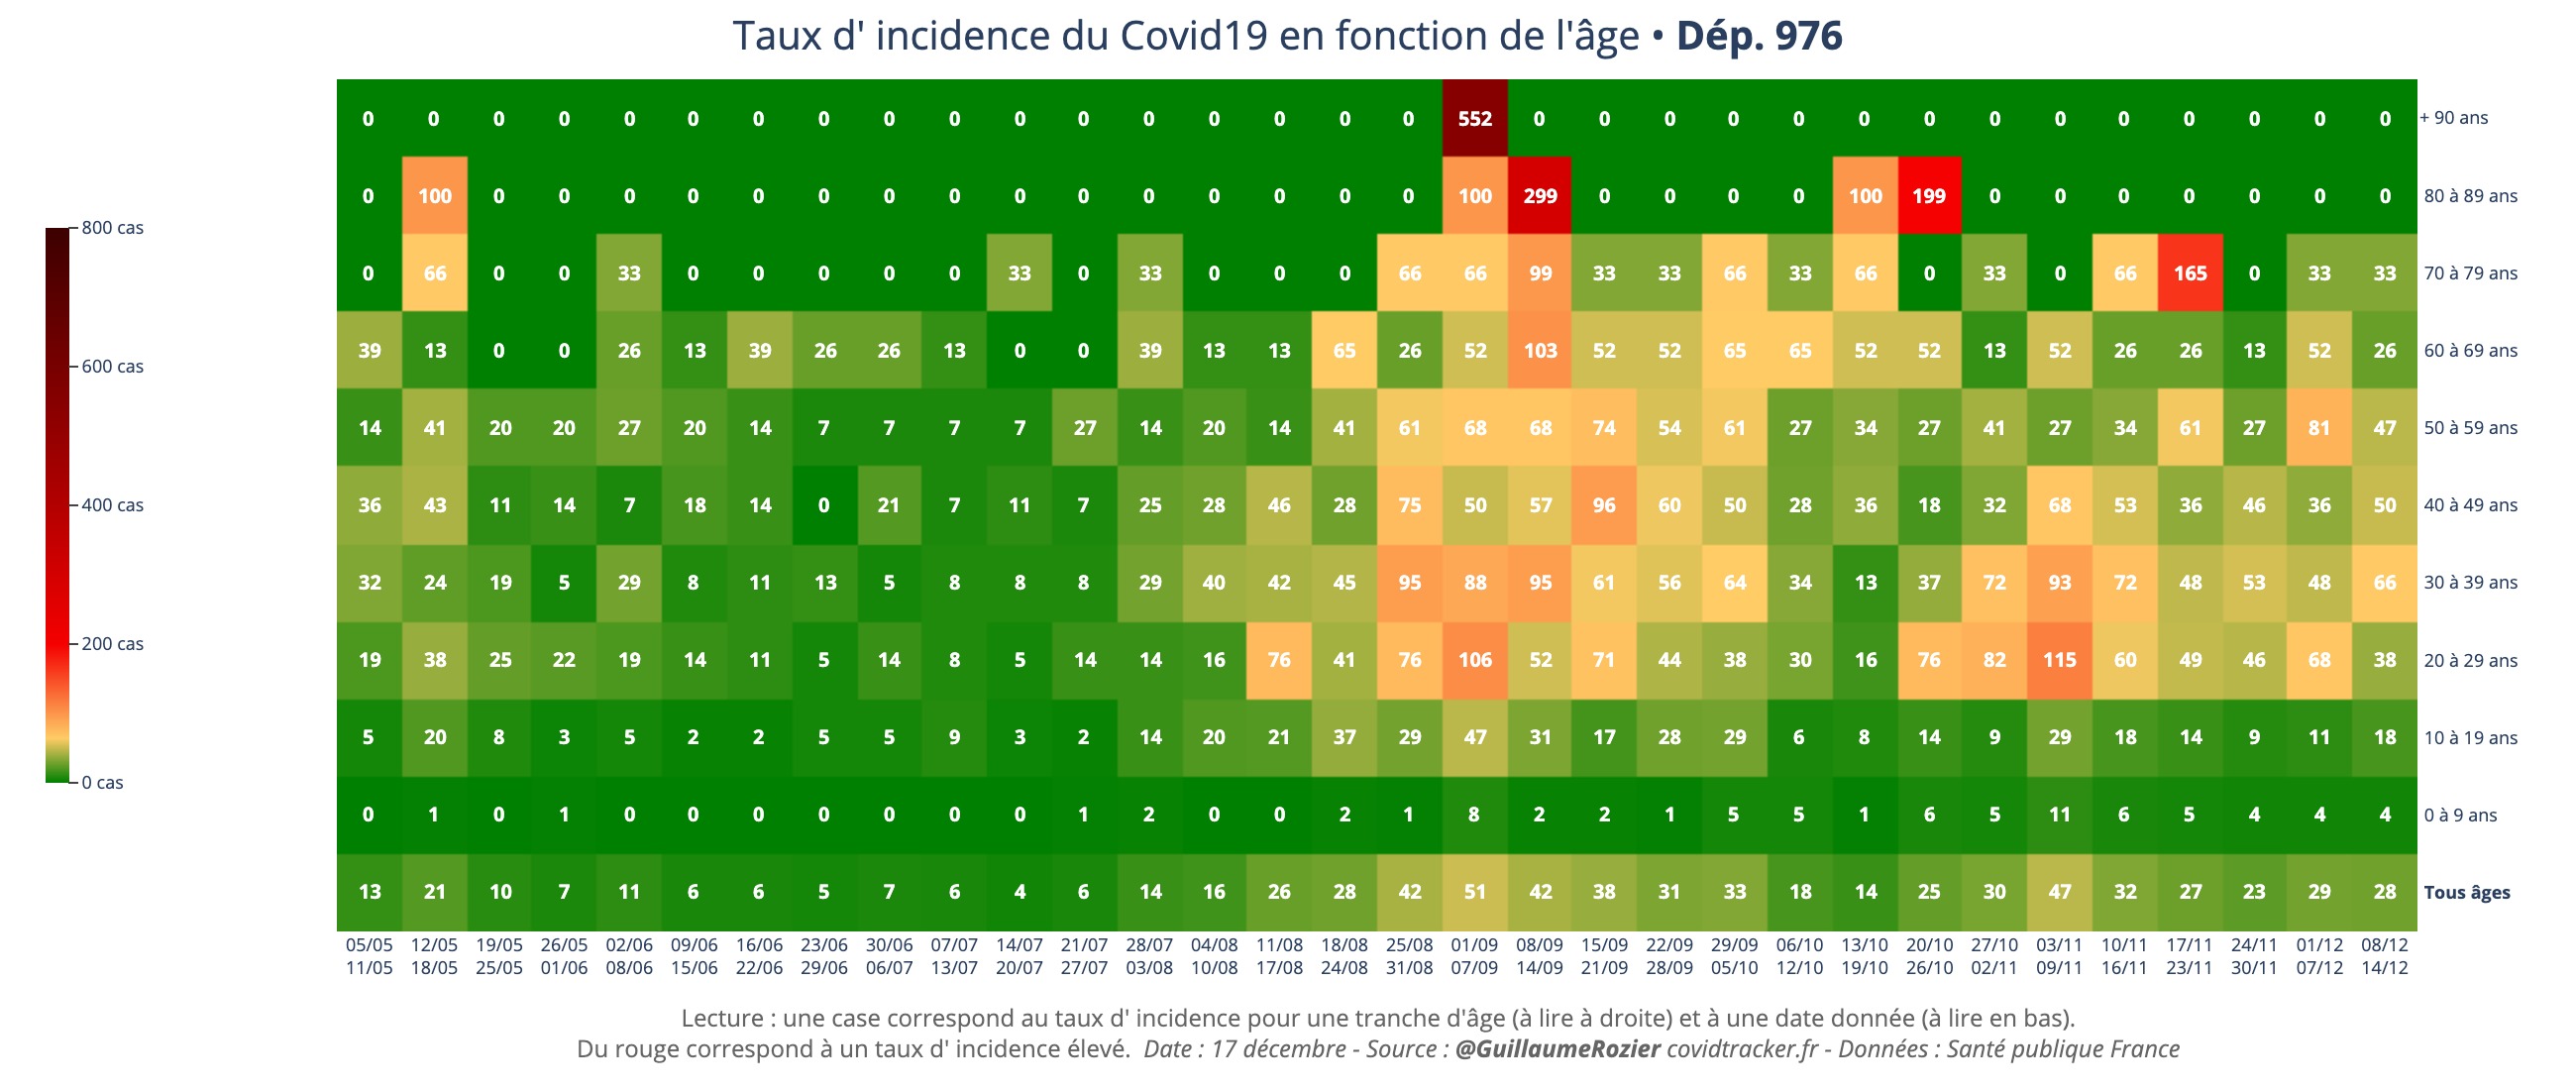 Taux d' incidence du Covid19 en fonction de l'âge • Dép. 976
800 cas
600 cas
400 cas
200 cas
0 cas
0 0 0 0 0 0 0 0 0 0 0 0 0 0 0 0 0 552 0 0 0 0 0 0 0 0 0 0 0 0 0 0 + 90 ans
0 100 0 0 0 0 0 0 0 0 0 0 0 0 0 0 0 100 299 0 0 0 0 100 199 0 0 0 0 0 0 0 80 à 89 ans
0 66 0 0 33 0 0 0 0 0 33 0 33 0 0 0 66 66 99 33 33 66 33 66 0 33 0 66 165 0 33 33 70 à 79 ans
39 13 0 0 26 13 39 26 26 13 0 0 39 13 13 65 26 52 103 52 52 65 65 52 52 13 52 26 26 13 52 26 60 à 69 ans
14 41 20 20 27 20 14 7 7 7 7 27 14 20 14 41 61 68 68 74 54 61 27 34 27 41 27 34 61 27 81 47 50 à 59 ans
36 43 11 14 7 18 14 0 21 7 11 7 25 28 46 28 75 50 57 96 60 50 28 36 18 32 68 53 36 46 36 50 40 à 49 ans
32 24 19 5 29 8 11 13 5 8 8 8 29 40 42 45 95 88 95 61 56 64 34 13 37 72 93 72 48 53 48 66 30 à 39 ans
19 38 25 22 19 14 11 5 14 8 5 14 14 16 76 41 76 106 52 71 44 38 30 16 76 82 115 60 49 46 68 38 20 à 29 ans
5 20 8 3 5 2 2 5 5 9 3 2 14 20 21 37 29 47 31 17 28 29 6 8 14 9 29 18 14 9 11 18 10 à 19 ans
0 1 0 1 0 0 0 0 0 0 0 1 2 0 0 2 1 8 2 2 1 5 5 1 6 5 11 6 5 4 4 4 0 à 9 ans
13 21 10 7 11 6 6 5 7 6 4 6 14 16 26 28 42 51 42 38 31 33 18 14 25 30 47 32 27 23 29 28 Tous âges
05/05 12/05 19/05 26/05 02/06 09/06 16/06 23/06 30/06 07/07 14/07 21/07 28/07 04/08 11/08 18/08 25/08 01/09 08/09 15/09 22/09 29/09 06/10 13/10 20/10 27/10 03/11 10/11 17/11 24/11 01/12 08/12
11/05 18/05 25/05 01/06 08/06 15/06 22/06 29/06 06/07 13/07 20/07 27/07 03/08 10/08 17/08 24/08 31/08 07/09 14/09 21/09 28/09 05/10 12/10 19/10 26/10 02/11 09/11 16/11 23/11 30/11 07/12 14/12
Lecture : une case correspond au taux d' incidence pour une tranche d'âge (à lire à droite) et à une date donnée (à lire en bas).
Du rouge correspond à un taux d' incidence élevé. Date : 17 décembre - Source : @GuillaumeRozier covidtracker.fr - Données : Santé publique France